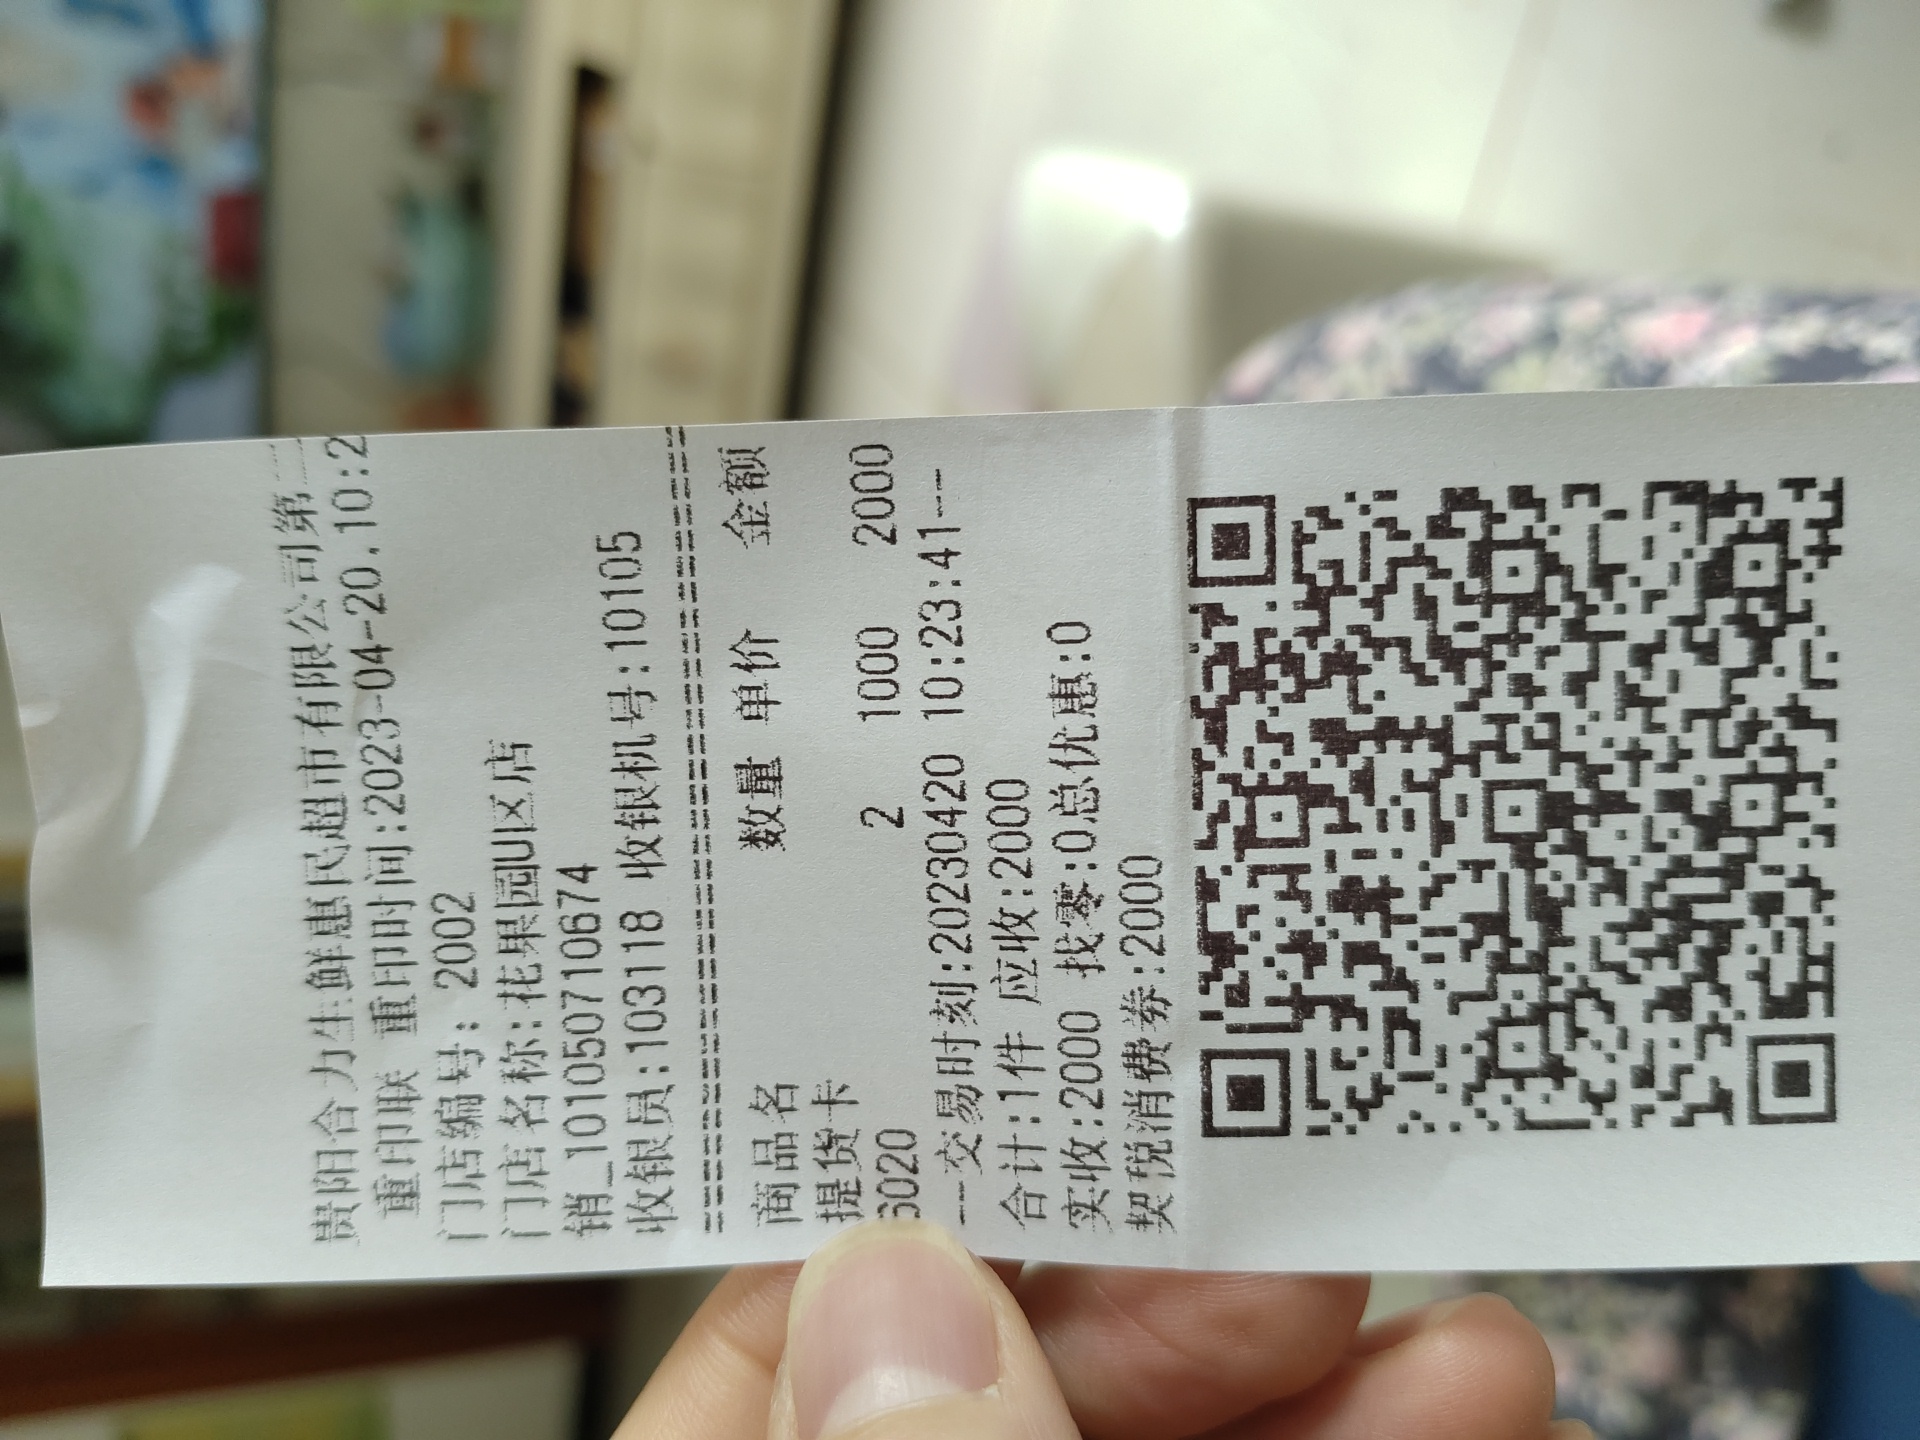 贵阳合力生鲜惠民超市有限公司第二
重印联 重印时间:2023-04-20.10:2
门店编号: 2002
门店名称:花果园U区店
销_101050710674
收银员:103118 收银机号:10105
商品名 数量 单价 金额
提货卡
6020 2 1000 2000
--交易时刻:20230420 10:23:41--
合计:1件 应收:2000
实收:2000 找零:0总优惠:0
契税消费券:2000